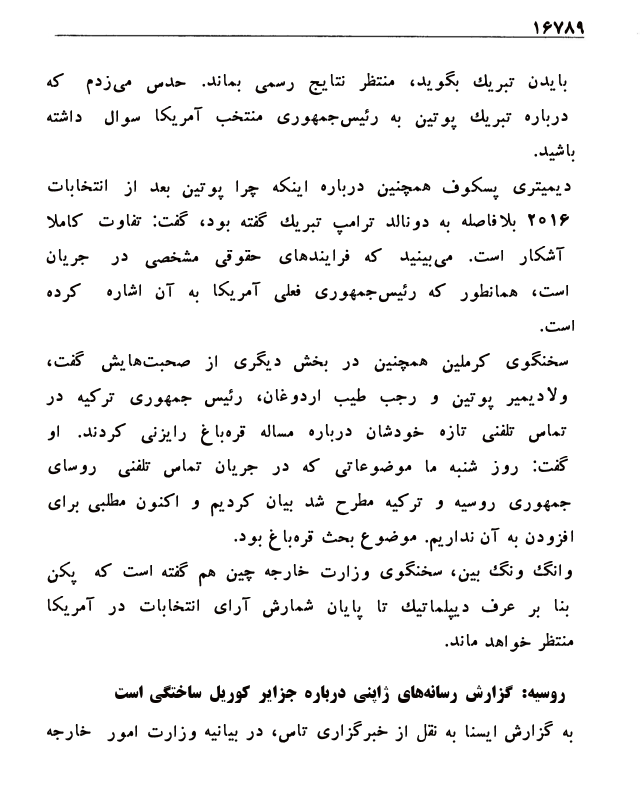 ۱۶۷۸۹
بایدن تبریك بگوید، منتظر نتایج رسمی بماند. حدس می‌زدم که
درباره تبریك پوتین به رئیس‌جمهوری منتخب آمریکا سوال داشته
باشید.
دیمیتری پسکوف همچنین درباره اینکه چرا پوتین بعد از انتخابات
۲۰۱۶ بلافاصله به دونالد ترامپ تبریك گفته بود، گفت: تفاوت کاملا
آشکار است. می‌بینید که فرایندهای حقوقی مشخصی در جریان
است، همانطور که رئیس‌جمهوری فعلی آمریکا به آن اشاره کرده
است.
سخنگوی کرملین همچنین در بخش دیگری از صحبت‌هایش گفت،
ولادیمیر پوتین و رجب طیب اردوغان، رئیس جمهوری ترکیه در
تماس تلفنی تازه خودشان درباره مساله قره‌باغ رایزنی کردند. او
گفت: روز شنبه ما موضوعاتی که در جریان تماس تلفنی روسای
جمهوری روسیه و ترکیه مطرح شد بیان کردیم و اکنون مطلبی برای
افزودن به آن نداریم. موضوع بحث قره‌باغ بود.
وانگ ونگ بین، سخنگوی وزارت خارجه چین هم گفته است که پکن
بنا بر عرف دیپلماتیك تا پایان شمارش آرای انتخابات در آمریکا
منتظر خواهد ماند.
روسیه: گزارش رسانه‌های ژاپنی درباره جزایر کوریل ساختگی است
به گزارش ایسنا به نقل از خبرگزاری تاس، در بیانیه وزارت امور خارجه